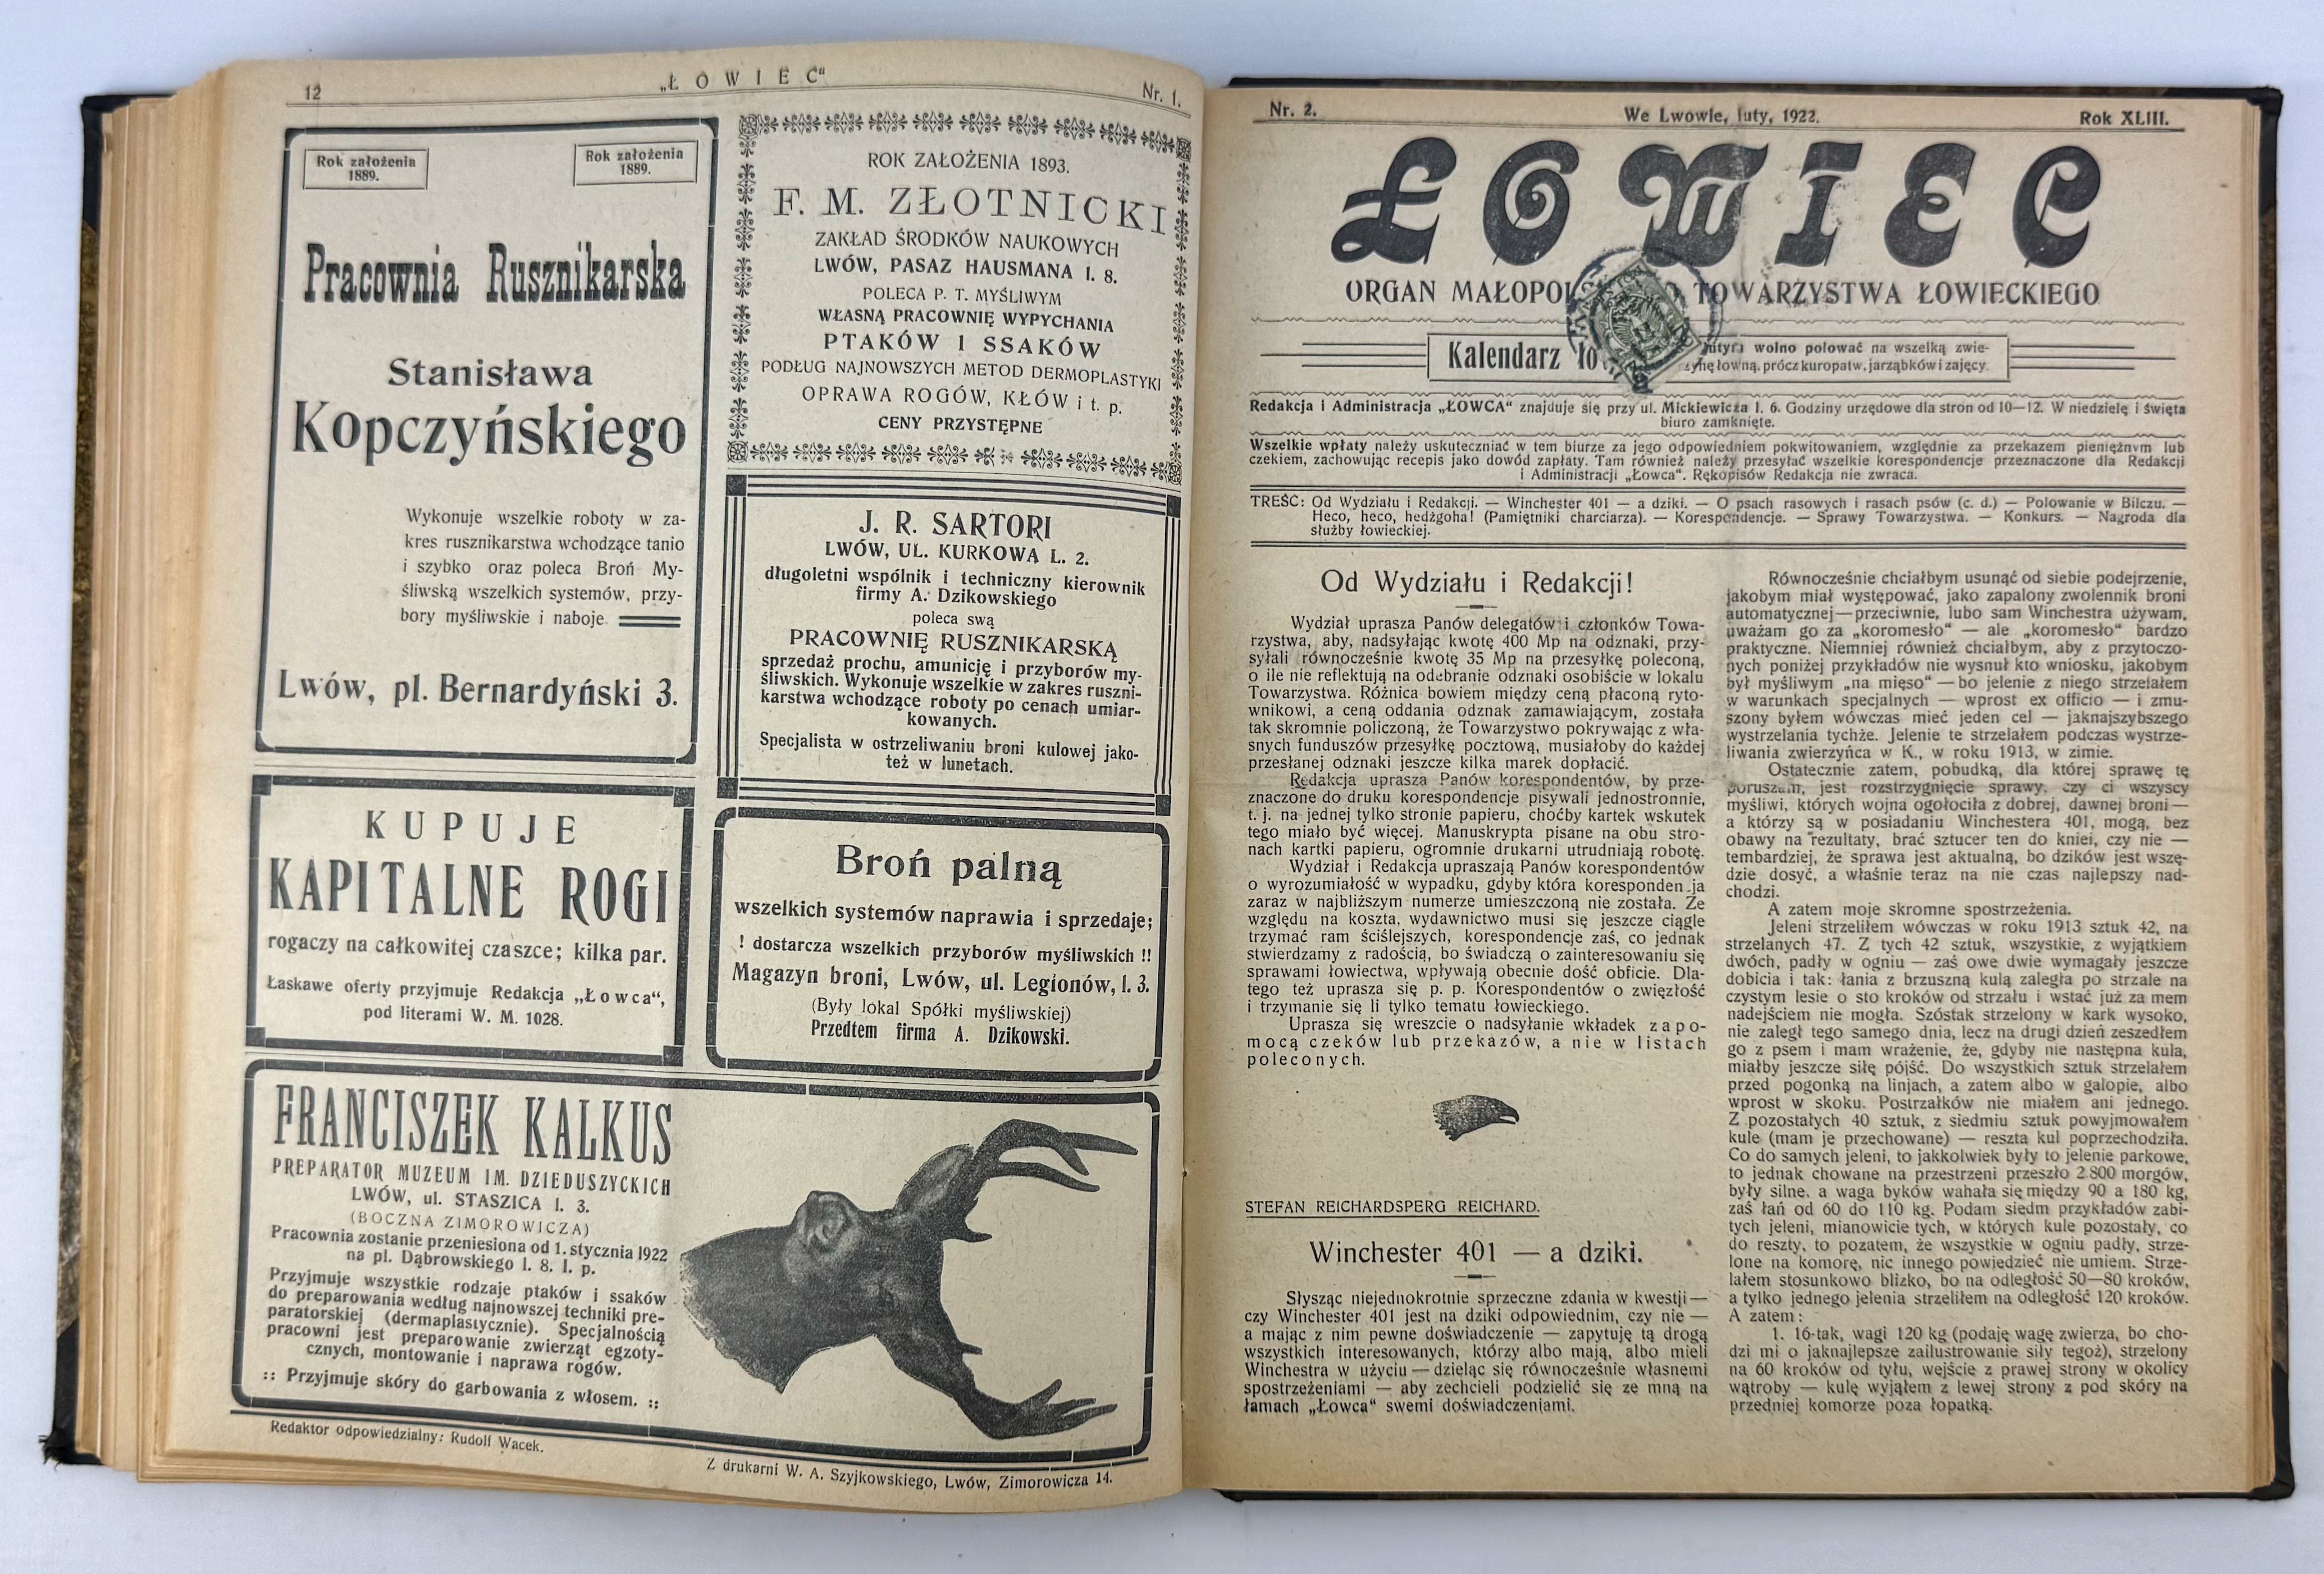 12
„ŁOWIEC“
Nr. 1.
Rok założenia
1889.
Rok założenia
1889.
Pracownia Rusznikarska
Stanisława
Kopczyńskiego
Wykonuje wszelkie roboty w za-
kres rusznikarstwa wchodzące tanio
i szybko oraz poleca Broń My-
śliwską wszelkich systemów, przy-
bory myśliwskie i naboje.
Lwów, pl. Bernardyński 3.
ROK ZAŁOŻENIA 1893.
F. M. ZŁOTNICKI
ZAKŁAD ŚRODKÓW NAUKOWYCH
LWÓW, PASAZ HAUSMANA l. 8.
POLECA P. T. MYŚLIWYM
WŁASNĄ PRACOWNIĘ WYPYCHANIA
PTAKÓW I SSAKÓW
PODŁUG NAJNOWSZYCH METOD DERMOPLASTYKI
OPRAWA ROGÓW, KŁÓW i t. p.
CENY PRZYSTĘPNE
J. R. SARTORI
LWÓW, UL. KURKOWA L. 2.
długoletni wspólnik i techniczny kierownik
firmy A. Dzikowskiego
poleca swą
PRACOWNIĘ RUSZNIKARSKĄ
sprzedaż prochu, amunicję i przyborów my-
śliwskich. Wykonuje wszelkie w zakres ruszni-
karstwa wchodzące roboty po cenach umiar-
kowanych.
Specjalista w ostrzeliwaniu broni kulowej jako-
też w lunetach.
KUPUJE
KAPITALNE ROGI
rogaczy na całkowitej czaszce; kilka par.
Łaskawe oferty przyjmuje Redakcja „Łowca“,
pod literami W. M. 1028.
Broń palną
wszelkich systemów naprawia i sprzedaje;
! dostarcza wszelkich przyborów myśliwskich !!
Magazyn broni, Lwów, ul. Legionów, l. 3.
(Były lokal Spółki myśliwskiej)
Przedtem firma A. Dzikowski.
FRANCISZEK KALKUS
PREPARATOR MUZEUM IM. DZIEDUSZYCKICH
LWÓW, ul. STASZICA l. 3.
(BOCZNA ZIMOROWICZA)
Pracownia zostanie przeniesiona od 1. stycznia 1922
na pl. Dąbrowskiego l. 8. I. p.
Przyjmuje wszystkie rodzaje ptaków i ssaków
do preparowania według najnowszej techniki pre-
paratorskiej (dermaplastycznie). Specjalnością
pracowni jest preparowanie zwierząt egzoty-
cznych, montowanie i naprawa rogów.
:: Przyjmuje skóry do garbowania z włosem. ::
Redaktor odpowiedzialny: Rudolf Wacek.
Z drukarni W. A. Szyjkowskiego, Lwów, Zimorowicza 14.
Nr. 2.
We Lwowie, luty, 1922.
Rok XLIII.
ŁOWIEC
ORGAN TOWARZYSTWA ŁOWIECKIEGO
Kalendarz
wolno polować na wszelką zwie-
łowną, prócz kuropatw, jarząbków i zajęcy.
Redakcja i Administracja „ŁOWCA“ znajduje się przy ul. Mickiewicza l. 6. Godziny urzędowe dla stron od 10—12. W niedzielę i święta
biuro zamknięte.
Wszelkie wpłaty należy uskuteczniać w tem biurze za jego odpowiedniem pokwitowaniem, względnie za przekazem pieniężnym lub
czekiem, zachowując recepis jako dowód zapłaty. Tam również należy przesyłać wszelkie korespondencje przeznaczone dla Redakcji
i Administracji „Łowca“. Rękopisów Redakcja nie zwraca.
TREŚĆ: Od Wydziału i Redakcji. — Winchester 401 — a dziki. — O psach rasowych i rasach psów (c. d.) — Polowanie w Bilczu. —
Heco, heco, hedżgoha! (Pamiętniki charciarza). — Korespondencje. — Sprawy Towarzystwa. — Konkurs. — Nagroda dla
służby łowieckiej.
Od Wydziału i Redakcji!
Wydział uprasza Panów delegatów i członków Towa-
rzystwa, aby, nadsyłając kwotę 400 Mp na odznaki, przy-
syłali równocześnie kwotę 35 Mp na przesyłkę poleconą,
o ile nie reflektują na odebranie odznaki osobiście w lokalu
Towarzystwa. Różnica bowiem między ceną płaconą ryto-
wnikowi, a ceną oddania odznak zamawiającym, została
tak skromnie policzoną, że Towarzystwo pokrywając z wła-
snych funduszów przesyłkę pocztową, musiałoby do każdej
przesłanej odznaki jeszcze kilka marek dopłacić.
Redakcja uprasza Panów korespondentów, by prze-
znaczone do druku korespondencje pisywali jednostronnie,
t. j. na jednej tylko stronie papieru, choćby kartek wskutek
tego miało być więcej. Manuskrypta pisane na obu stro-
nach kartki papieru, ogromnie drukarni utrudniają robotę.
Wydział i Redakcja upraszają Panów korespondentów
o wyrozumiałość w wypadku, gdyby która koresponden ja
zaraz w najbliższym numerze umieszczoną nie została. Ze
względu na koszta, wydawnictwo musi się jeszcze ciągle
trzymać ram ściślejszych, korespondencje zaś, co jednak
stwierdzamy z radością, bo świadczą o zainteresowaniu się
sprawami łowiectwa, wpływają obecnie dość obficie. Dla-
tego też uprasza się p. p. Korespondentów o zwięzłość
i trzymanie się li tylko tematu łowieckiego.
Uprasza się wreszcie o nadsyłanie wkładek zapo-
mocą czeków lub przekazów, a nie w listach
poleconych.
STEFAN REICHARDSPERG REICHARD.
Winchester 401 — a dziki.
Słysząc niejednokrotnie sprzeczne zdania w kwestji —
czy Winchester 401 jest na dziki odpowiednim, czy nie —
a mając z nim pewne doświadczenie — zapytuję tą drogą
wszystkich interesowanych, którzy albo mają, albo mieli
Winchestra w użyciu — dzieląc się równocześnie własnemi
spostrzeżeniami — aby zechcieli podzielić się ze mną na
łamach „Łowca“ swemi doświadczeniami.
Równocześnie chciałbym usunąć od siebie podejrzenie,
jakobym miał występować, jako zapalony zwolennik broni
automatycznej — przeciwnie, lubo sam Winchestra używam,
uważam go za „koromesło“ — ale „koromesło“ bardzo
praktyczne. Niemniej również chciałbym, aby z przytoczo-
nych poniżej przykładów nie wysnuł kto wniosku, jakobym
był myśliwym „na mięso“ — bo jelenie z niego strzelałem
w warunkach specjalnych — wprost ex officio — i zmu-
szony byłem wówczas mieć jeden cel — jaknajszybszego
wystrzelania tychże. Jelenie te strzelałem podczas wystrze-
liwania zwierzyńca w K., w roku 1913, w zimie.
Ostatecznie zatem, pobudką, dla której sprawę tę
poruszam, jest rozstrzygnięcie sprawy, czy ci wszyscy
myśliwi, których wojna ogołociła z dobrej, dawnej broni —
a którzy są w posiadaniu Winchestera 401, mogą, bez
obawy na rezultaty, brać sztucer ten do kniei, czy nie —
tembardziej, że sprawa jest aktualną, bo dzików jest wszę-
dzie dosyć, a właśnie teraz na nie czas najlepszy nad-
chodzi.
A zatem moje skromne spostrzeżenia.
Jeleni strzeliłem wówczas w roku 1913 sztuk 42, na
strzelanych 47. Z tych 42 sztuk, wszystkie, z wyjątkiem
dwóch, padły w ogniu — zaś owe dwie wymagały jeszcze
dobicia i tak: łania z brzuszną kulą zaległa po strzale na
czystym lesie o sto kroków od strzału i wstać już za mem
nadejściem nie mogła. Szóstak strzelony w kark wysoko,
nie zaległ tego samego dnia, lecz na drugi dzień zeszedłem
go z psem i mam wrażenie, że, gdyby nie następna kula,
miałby jeszcze siłę pójść. Do wszystkich sztuk strzelałem
przed pogonką na linjach, a zatem albo w galopie, albo
wprost w skoku. Postrzałków nie miałem ani jednego.
Z pozostałych 40 sztuk, z siedmiu sztuk powyjmowałem
kule (mam je przechowane) — reszta kul poprzechodziła.
Co do samych jeleni, to jakkolwiek były to jelenie parkowe,
to jednak chowane na przestrzeni przeszło 2.800 morgów,
były silne, a waga byków wahała się między 90 a 180 kg,
zaś łań od 60 do 110 kg. Podam siedm przykładów zabi-
tych jeleni, mianowicie tych, w których kule pozostały, co
do reszty, to pozatem, że wszystkie w ogniu padły, strze-
lone na komorę, nic innego powiedzieć nie umiem. Strze-
lałem stosunkowo blizko, bo na odległość 50—80 kroków,
a tylko jednego jelenia strzeliłem na odległość 120 kroków.
A zatem:
1. 16-tak, wagi 120 kg (podaję wagę zwierza, bo cho-
dzi mi o jaknajlepsze zailustrowanie siły tegoż), strzelony
na 60 kroków od tyłu, wejście z prawej strony w okolicy
wątroby — kulę wyjąłem z lewej strony z pod skóry na
przedniej komorze poza łopatką.